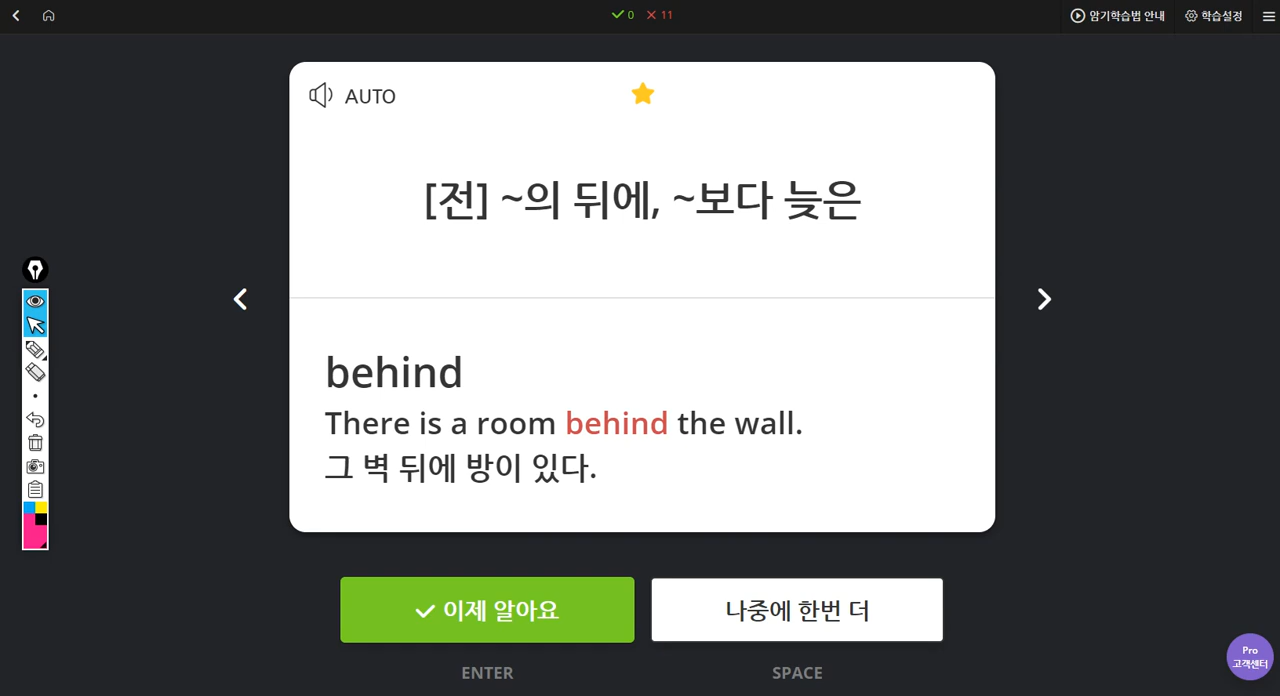 0 11 암기학습법 안내 학습설정
AUTO
[전] ~의 뒤에, ~보다 늦은
behind
There is a room behind the wall.
그 벽 뒤에 방이 있다.
이제 알아요 나중에 한번 더
ENTER SPACE
Pro
고객센터